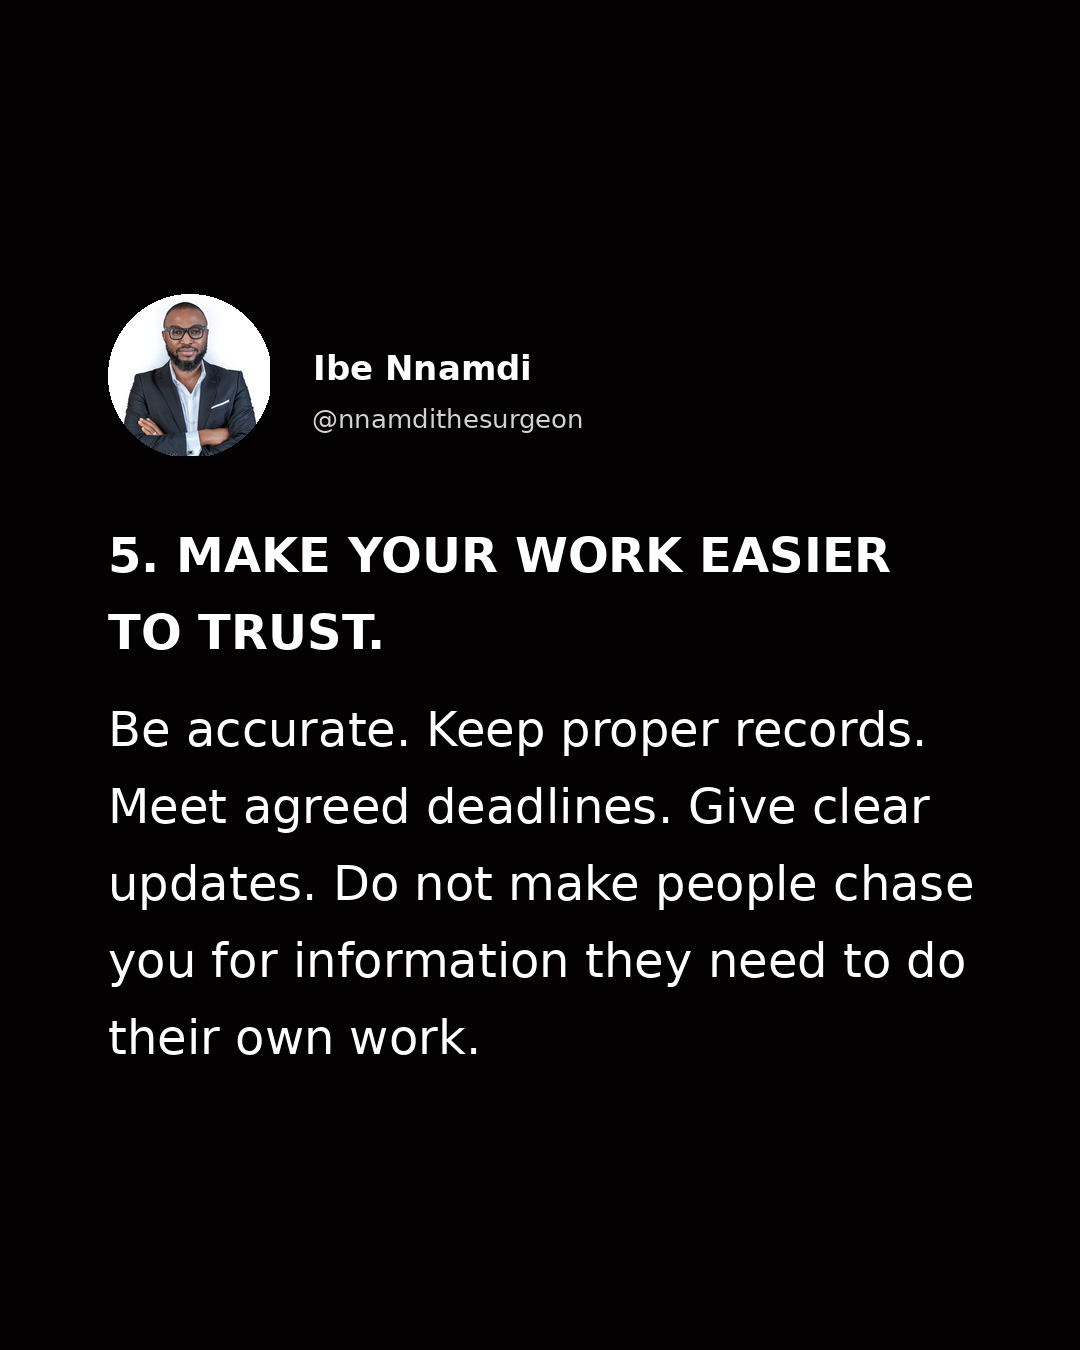 Ibe Nnamdi
@nnamdithesurgeon
5. MAKE YOUR WORK EASIER
TO TRUST.
Be accurate. Keep proper records.
Meet agreed deadlines. Give clear
updates. Do not make people chase
you for information they need to do
their own work.